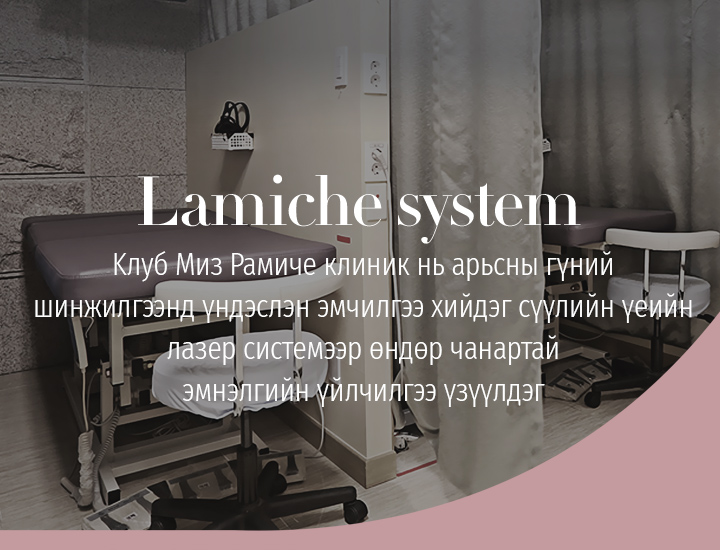 Lamiche system
Клуб Миз Рамиче клиник нь арьсны гүний
шинжилгээнд үндэслэн эмчилгээ хийдэг сүүлийн үеийн
лазер системээр өндөр чанартай
эмнэлгийн үйлчилгээ үзүүлдэг